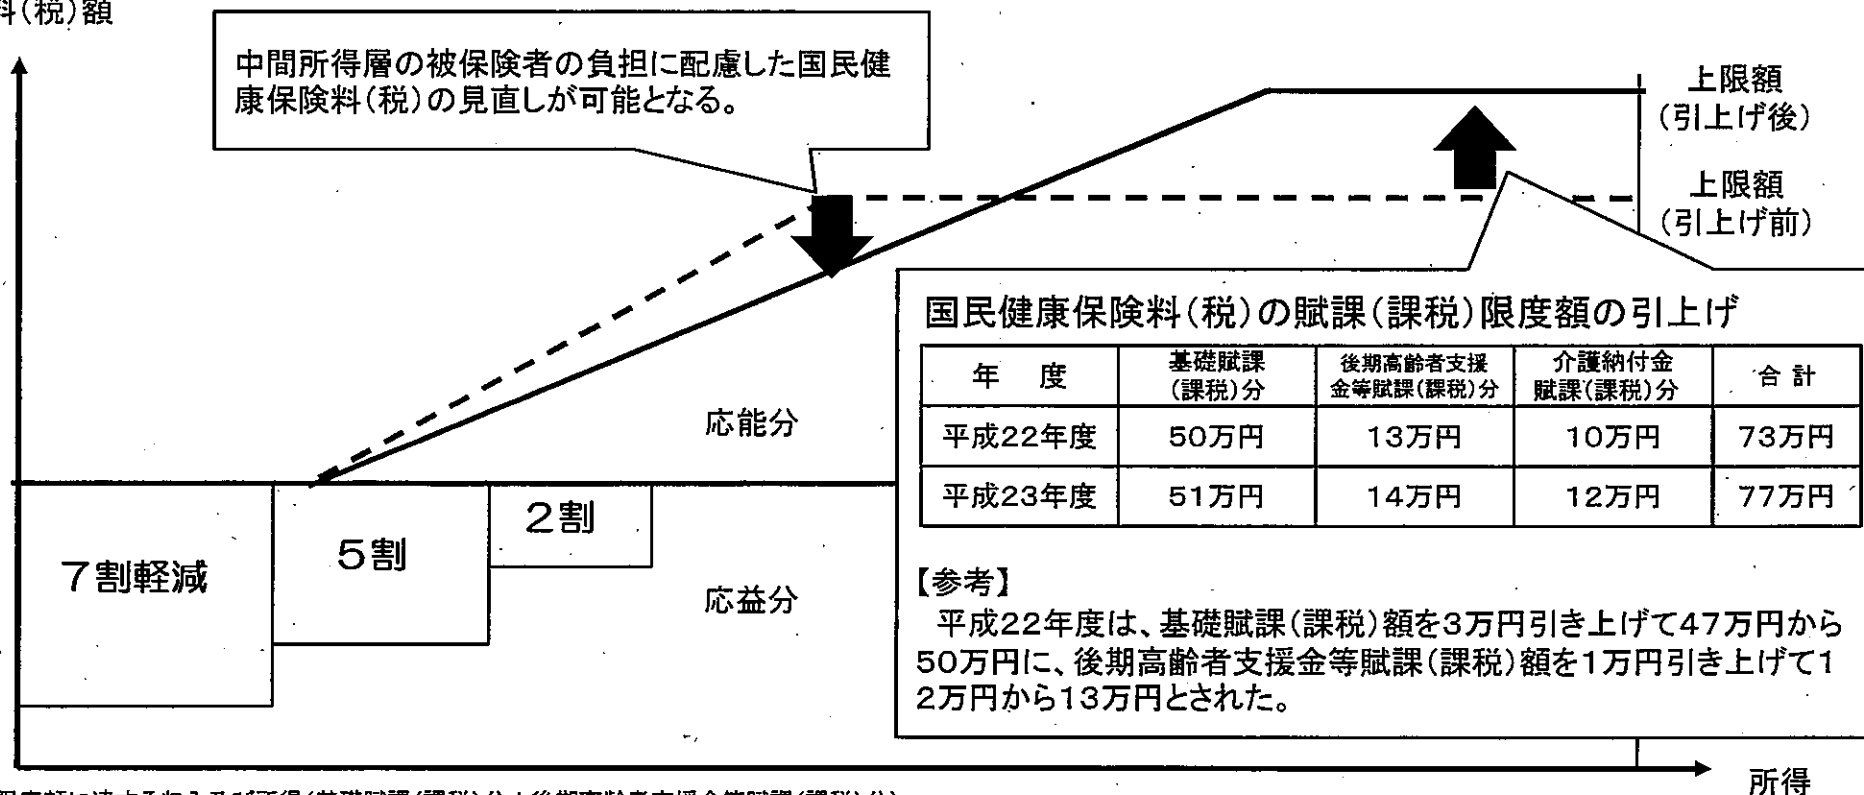 料(税)額
中間所得層の被保険者の負担に配慮した国民健
康保険料(税)の見直しが可能となる。
上限額
(引上げ後)
上限額
(引上げ前)
国民健康保険料(税)の賦課(課税)限度額の引上げ
年 度
基礎賦課
(課税)分
後期高齢者支援
金等賦課(課税)分
介護納付金
賦課(課税)分
合計
平成22年度 50万円 13万円 10万円 73万円
平成23年度 51万円 14万円 12万円 77万円
【参考】
平成22年度は、基礎賦課(課税)額を3万円引き上げて47万円から
50万円に、後期高齢者支援金等賦課(課税)額を1万円引き上げて1
2万円から13万円とされた。
応能分
7割軽減
5割
2割
応益分
所得